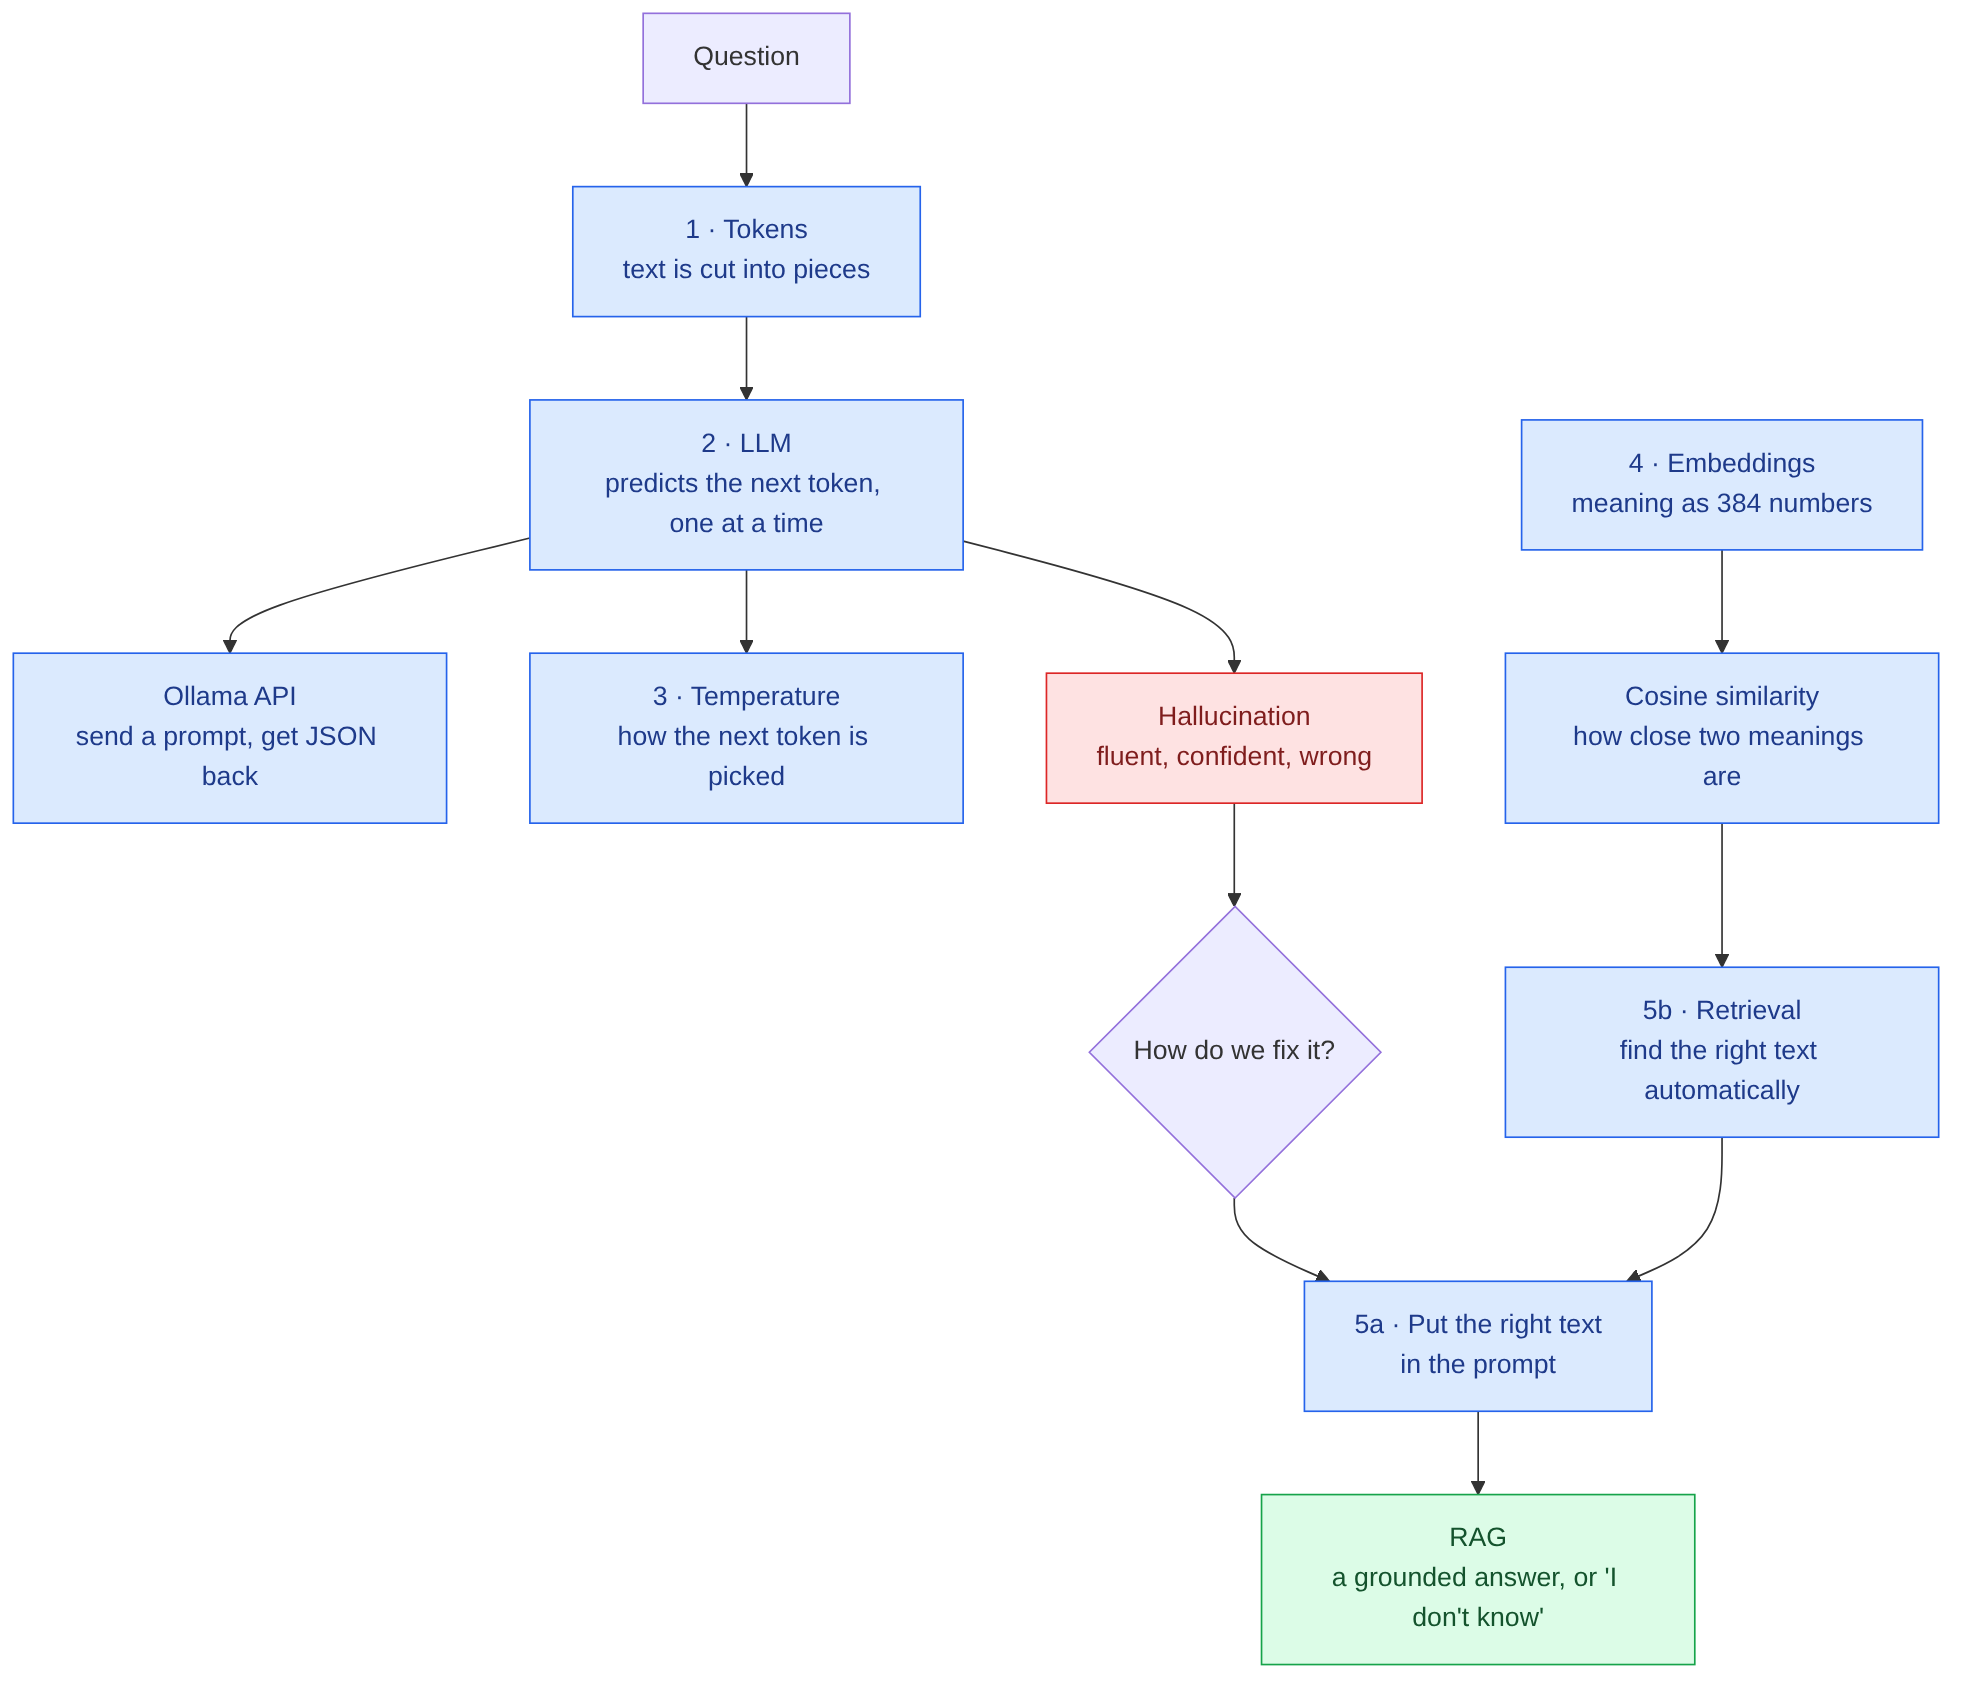 Question
1 · Tokens
text is cut into pieces
2 · LLM
predicts the next token,
one at a time
4 · Embeddings
meaning as 384 numbers
Ollama API
send a prompt, get JSON
back
3 · Temperature
how the next token is
picked
Hallucination
fluent, confident, wrong
Cosine similarity
how close two meanings
are
How do we fix it?
5b · Retrieval
find the right text
automatically
5a · Put the right text
in the prompt
RAG
a grounded answer, or 'I
don't know'